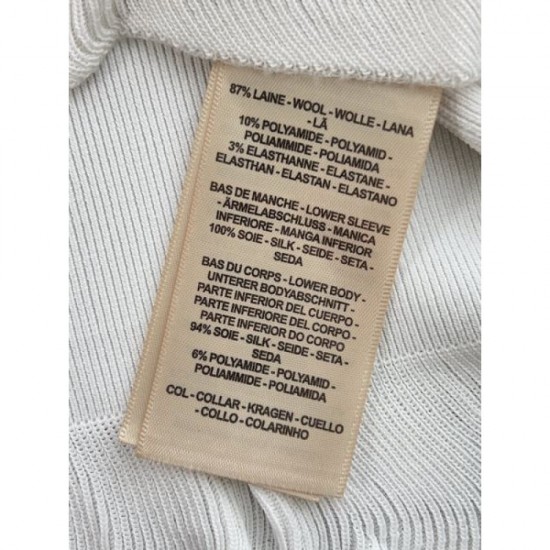 87% LAINE - WOOL - WOLLE - LANA
- LÃ
10% POLYAMIDE - POLYAMID -
POLIAMMIDE - POLIAMIDA
3% ELASTHANNE - ELASTANE -
ELASTHAN - ELASTAN - ELASTANO
BAS DE MANCHE - LOWER SLEEVE
- ÄRMELABSCHLUSS - MANICA
INFERIORE - MANGA INFERIOR
100% SOIE - SILK - SEIDE - SETA -
SEDA
BAS DU CORPS - LOWER BODY -
UNTERER BODYABSCHNITT -
PARTE INFERIOR DEL CUERPO -
PARTE INFERIORE DEL CORPO -
PARTE INFERIOR DO CORPO
94% SOIE - SILK - SEIDE - SETA -
SEDA
6% POLYAMIDE - POLYAMID -
POLIAMMIDE - POLIAMIDA
COL - COLLAR - KRAGEN - CUELLO
- COLLO - COLARINHO